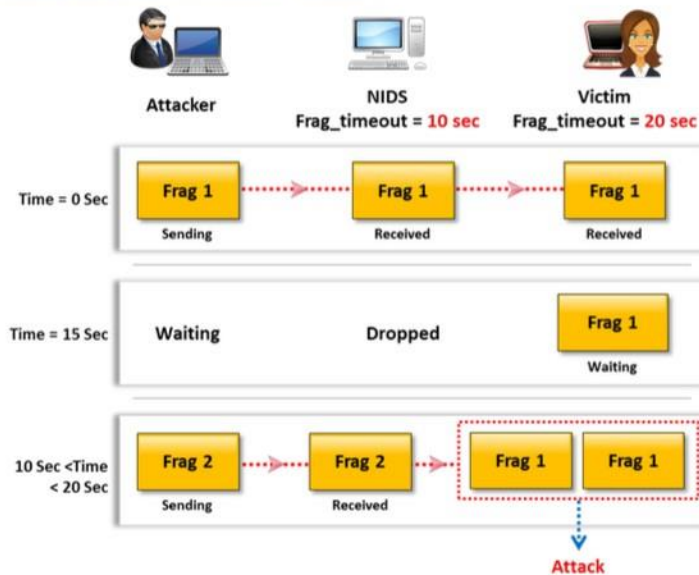 Attacker
NIDS
Frag_timeout = 10 sec
Victim
Frag_timeout = 20 sec
Time = 0 Sec
Frag 1
Frag 1
Frag 1
Sending
Received
Received
Time = 15 Sec
Waiting
Dropped
Frag 1
Waiting
10 Sec <Time
< 20 Sec
Frag 2
Frag 2
Frag 1
Frag 1
Sending
Received
Attack